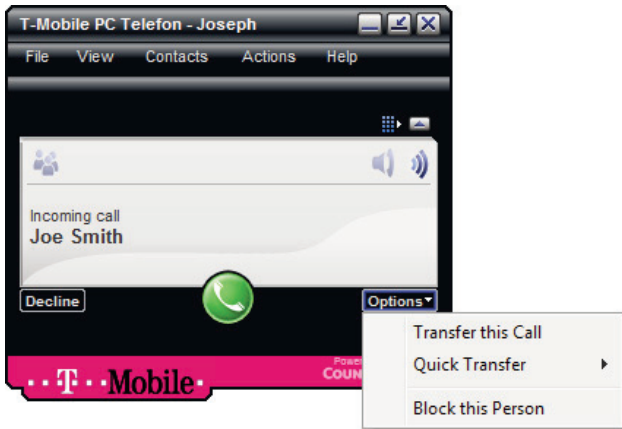 T-Mobile PC Telefon - Joseph
File View Contacts Actions Help
Incoming call
Joe Smith
Decline
Options
Transfer this Call
Quick Transfer
Block this Person
··T··Mobile·